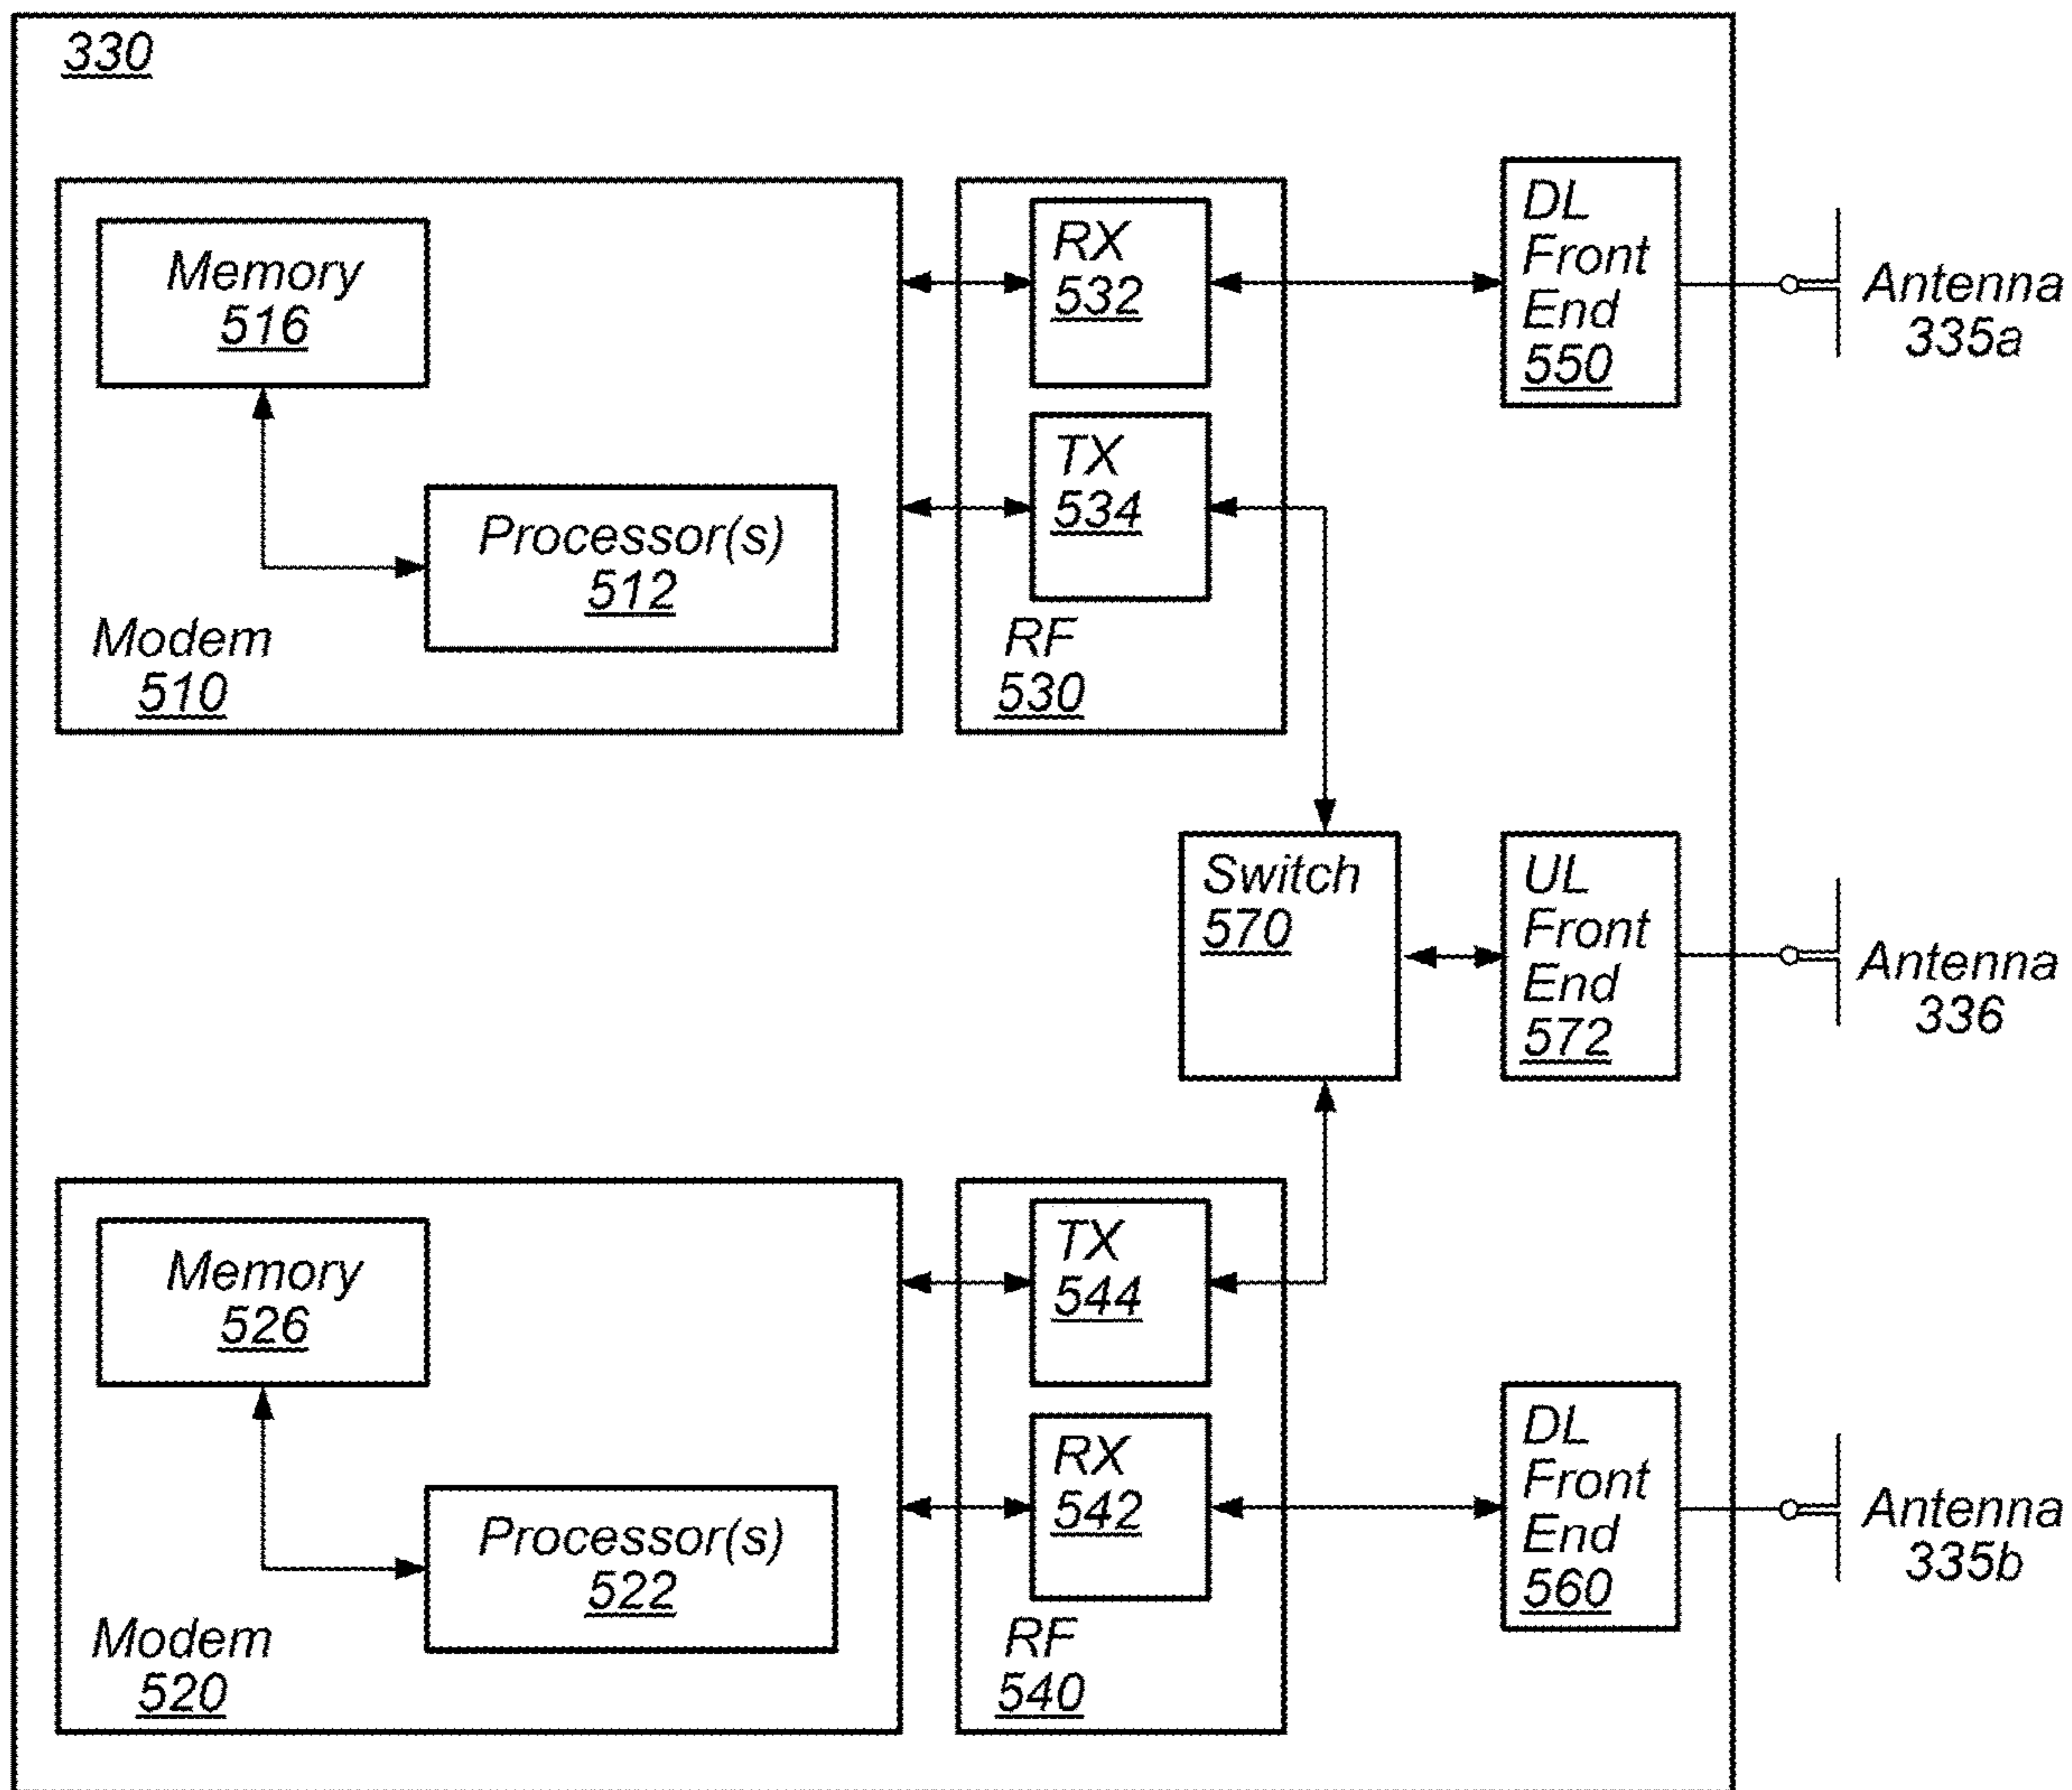 330
Memory
516
Processor(s)
512
Modem
510
RX
532
TX
534
RF
530
DL
Front
End
550
Antenna
335a
Switch
570
UL
Front
End
572
Antenna
336
Memory
526
Processor(s)
522
Modem
520
TX
544
RX
542
RF
540
DL
Front
End
560
Antenna
335b